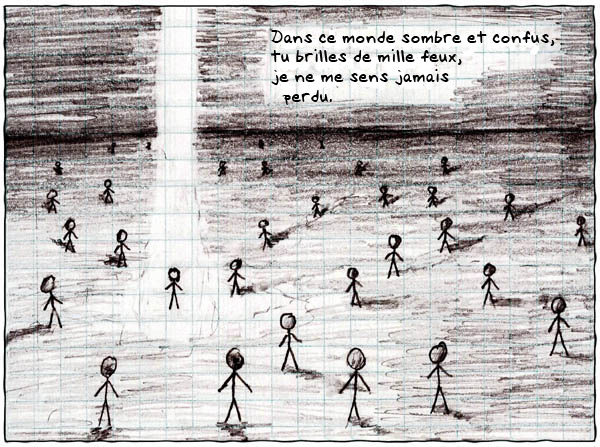 Dans ce monde sombre et confus,
tu brilles de mille feux,
je ne me sens jamais
perdu.